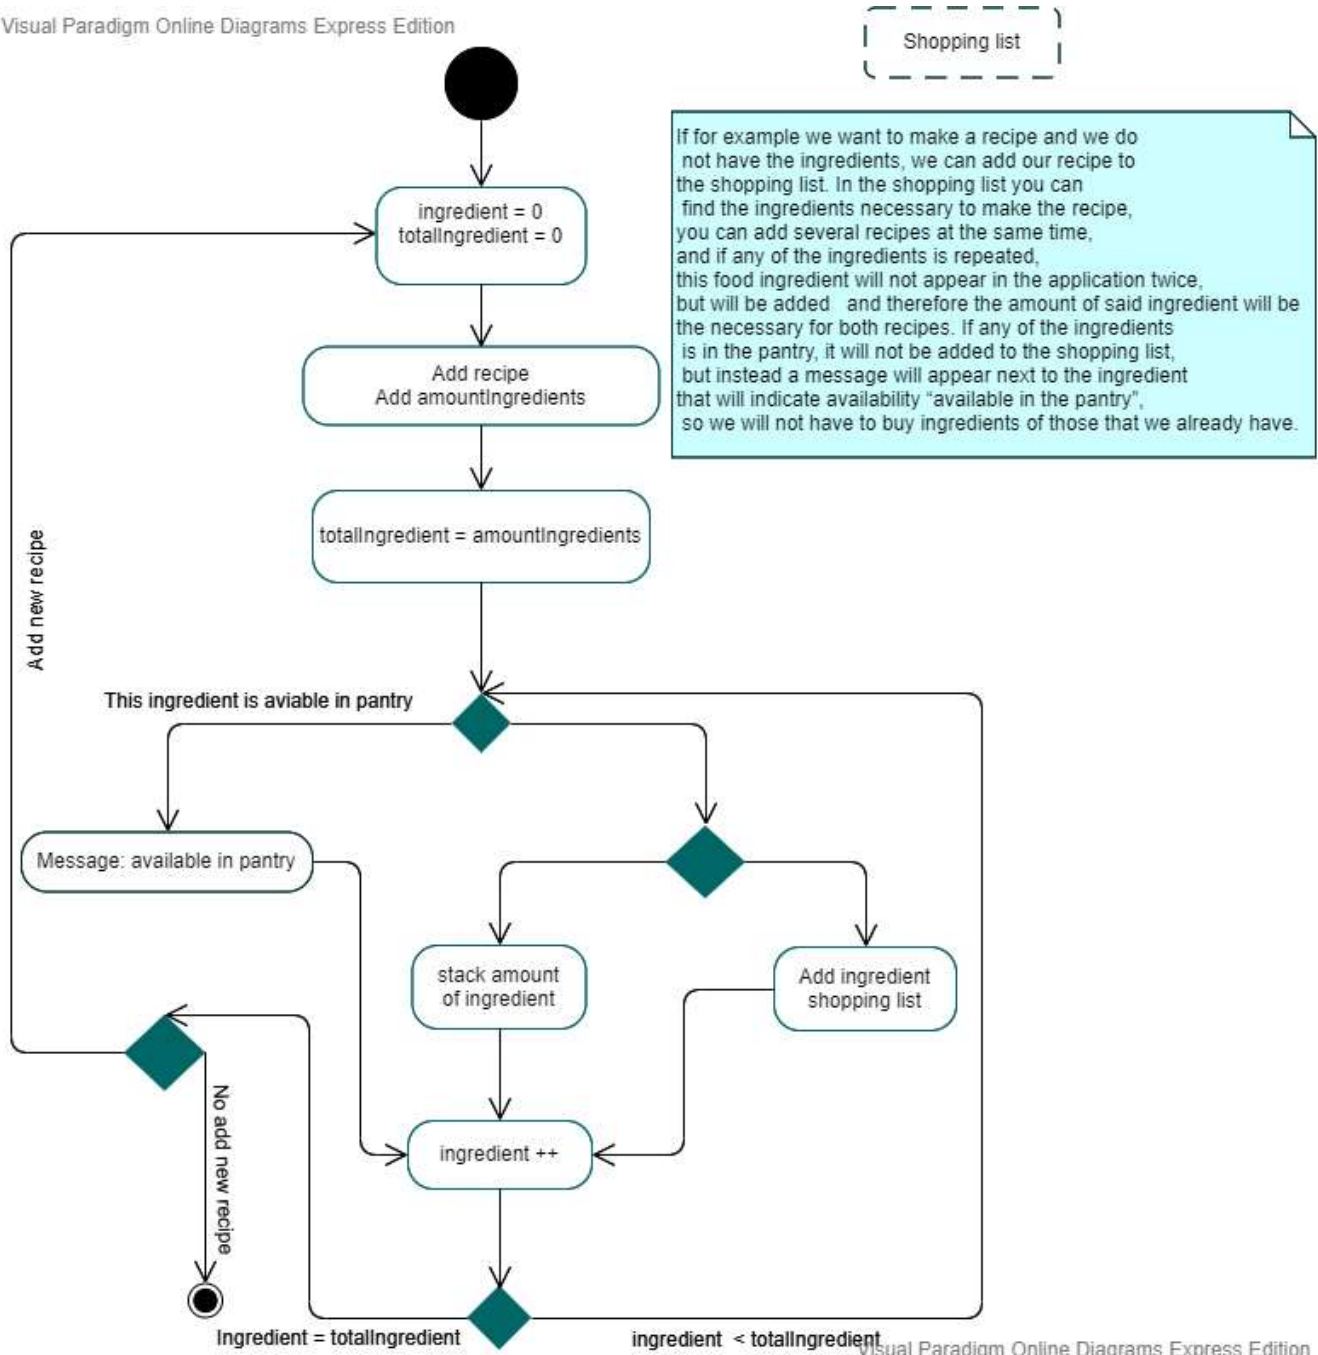 Visual Paradigm Online Diagrams Express Edition
Shopping list
If for example we want to make a recipe and we do
not have the ingredients, we can add our recipe to
the shopping list. In the shopping list you can
find the ingredients necessary to make the recipe,
you can add several recipes at the same time,
and if any of the ingredients is repeated,
this food ingredient will not appear in the application twice,
but will be added   and therefore the amount of said ingredient will be
the necessary for both recipes. If any of the ingredients
is in the pantry, it will not be added to the shopping list,
but instead a message will appear next to the ingredient
that will indicate availability “available in the pantry”,
so we will not have to buy ingredients of those that we already have.
ingredient = 0
totalIngredient = 0
Add recipe
Add amountIngredients
totalIngredient = amountIngredients
Add new recipe
This ingredient is aviable in pantry
Message: available in pantry
stack amount
of ingredient
Add ingredient
shopping list
No add new recipe
ingredient ++
Ingredient = totalIngredient
ingredient  < totalIngredient
Visual Paradigm Online Diagrams Express Edition